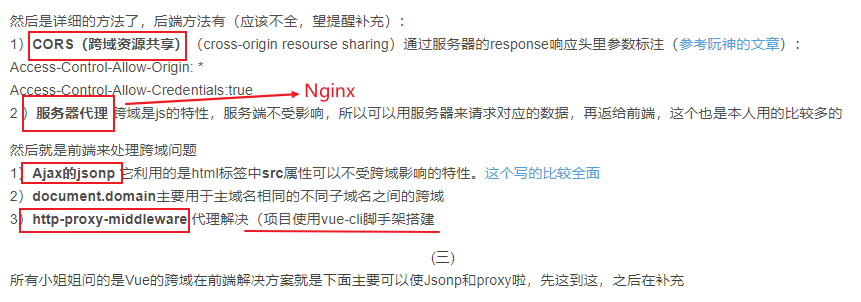 然后是详细的方法了，后端方法有（应该不全，望提醒补充）：
1）CORS（跨域资源共享）（cross-origin resourse sharing）通过服务器的response响应头里参数标注（参考阮神的文章）：
Access-Control-Allow-Origin: *
Access-Control-Allow-Credentials:true
Nginx
2 ）服务器代理 跨域是js的特性，服务端不受影响，所以可以用服务器来请求对应的数据，再返给前端，这个也是本人用的比较多的
然后就是前端来处理跨域问题
1）Ajax的jsonp 它利用的是html标签中src属性可以不受跨域影响的特性。这个写的比较全面
2）document.domain主要用于主域名相同的不同子域名之间的跨域
3）http-proxy-middleware 代理解决（项目使用vue-cli脚手架搭建
(三)
所有小姐姐问的是Vue的跨域在前端解决方案就是下面主要可以使Jsonp和proxy啦，先这到这，之后在补充